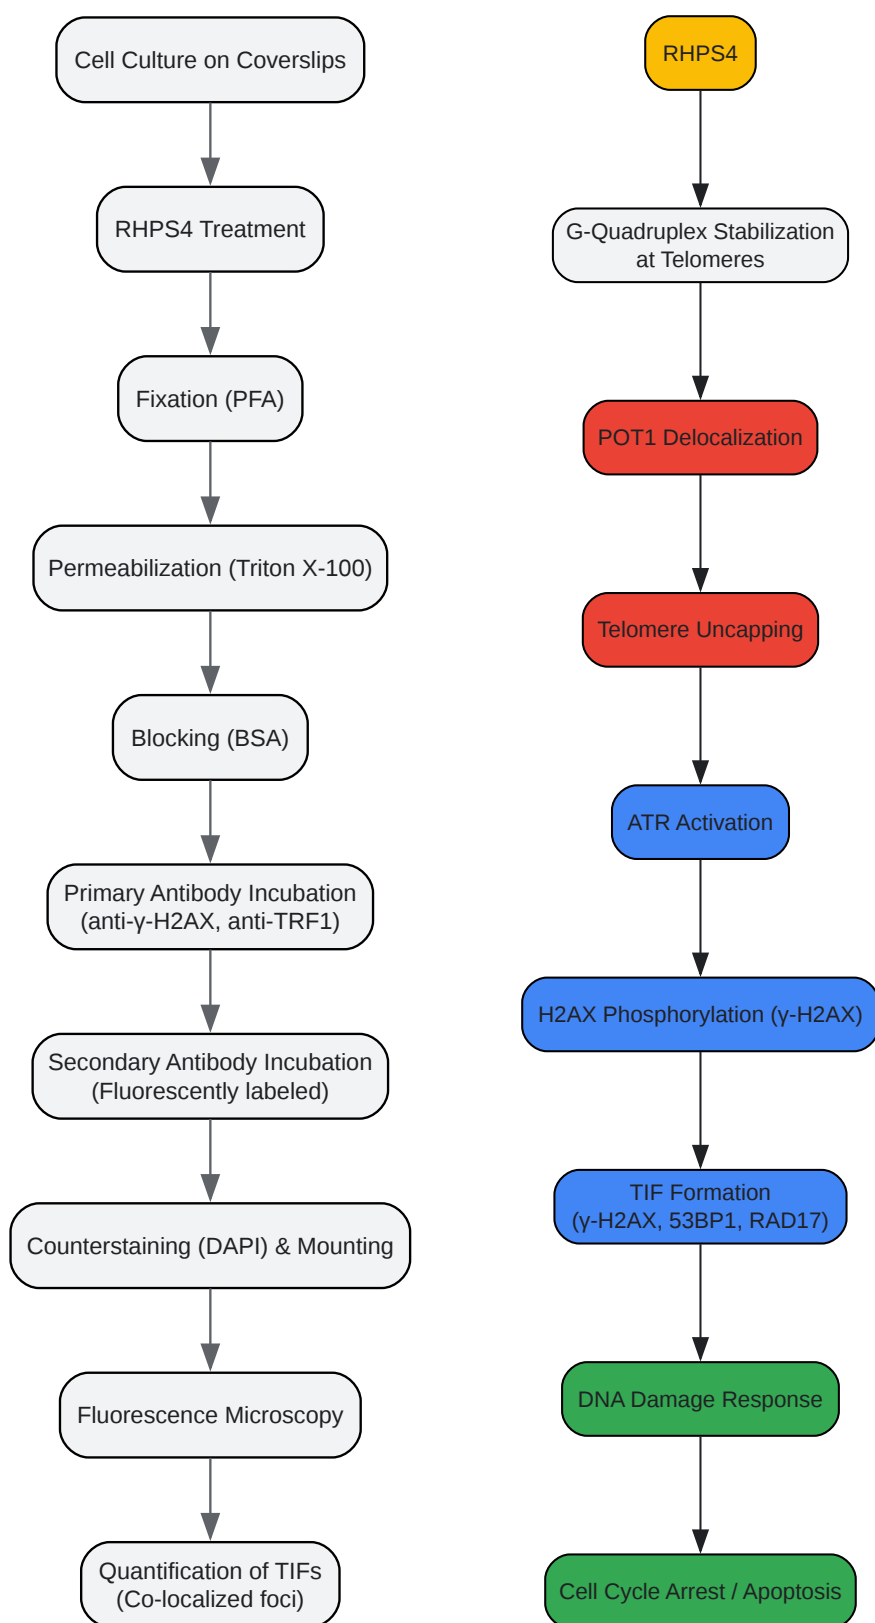 Cell Culture on Coverslips
RHPS4 Treatment
Fixation (PFA)
Permeabilization (Triton X-100)
Blocking (BSA)
Primary Antibody Incubation
(anti-γ-H2AX, anti-TRF1)
Secondary Antibody Incubation
(Fluorescently labeled)
Counterstaining (DAPI) & Mounting
Fluorescence Microscopy
Quantification of TIFs
(Co-localized foci)
RHPS4
G-Quadruplex Stabilization
at Telomeres
POT1 Delocalization
Telomere Uncapping
ATR Activation
H2AX Phosphorylation (γ-H2AX)
TIF Formation
(γ-H2AX, 53BP1, RAD17)
DNA Damage Response
Cell Cycle Arrest / Apoptosis